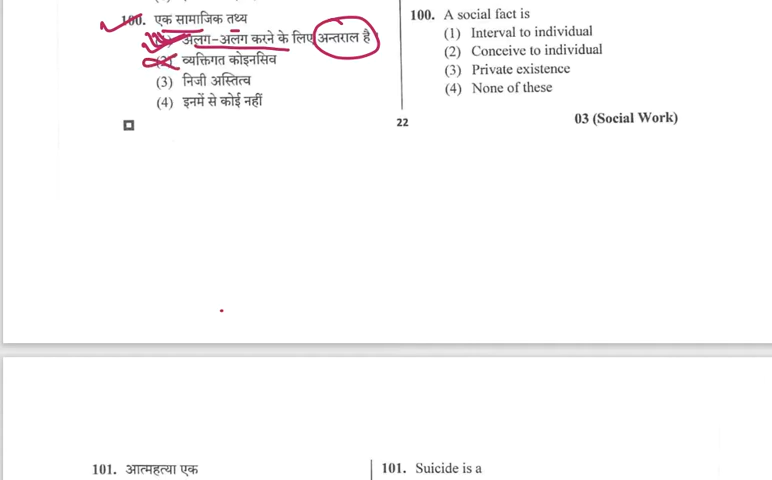 100. एक सामाजिक तथ्य
अलग-अलग करने के लिए अन्तराल है
(2) व्यक्तिगत कोइनसिव
(3) निजी अस्तित्व
(4) इनमें से कोई नहीं
100. A social fact is
(1) Interval to individual
(2) Conceive to individual
(3) Private existence
(4) None of these
22
03 (Social Work)
101. आत्महत्या एक
101. Suicide is a